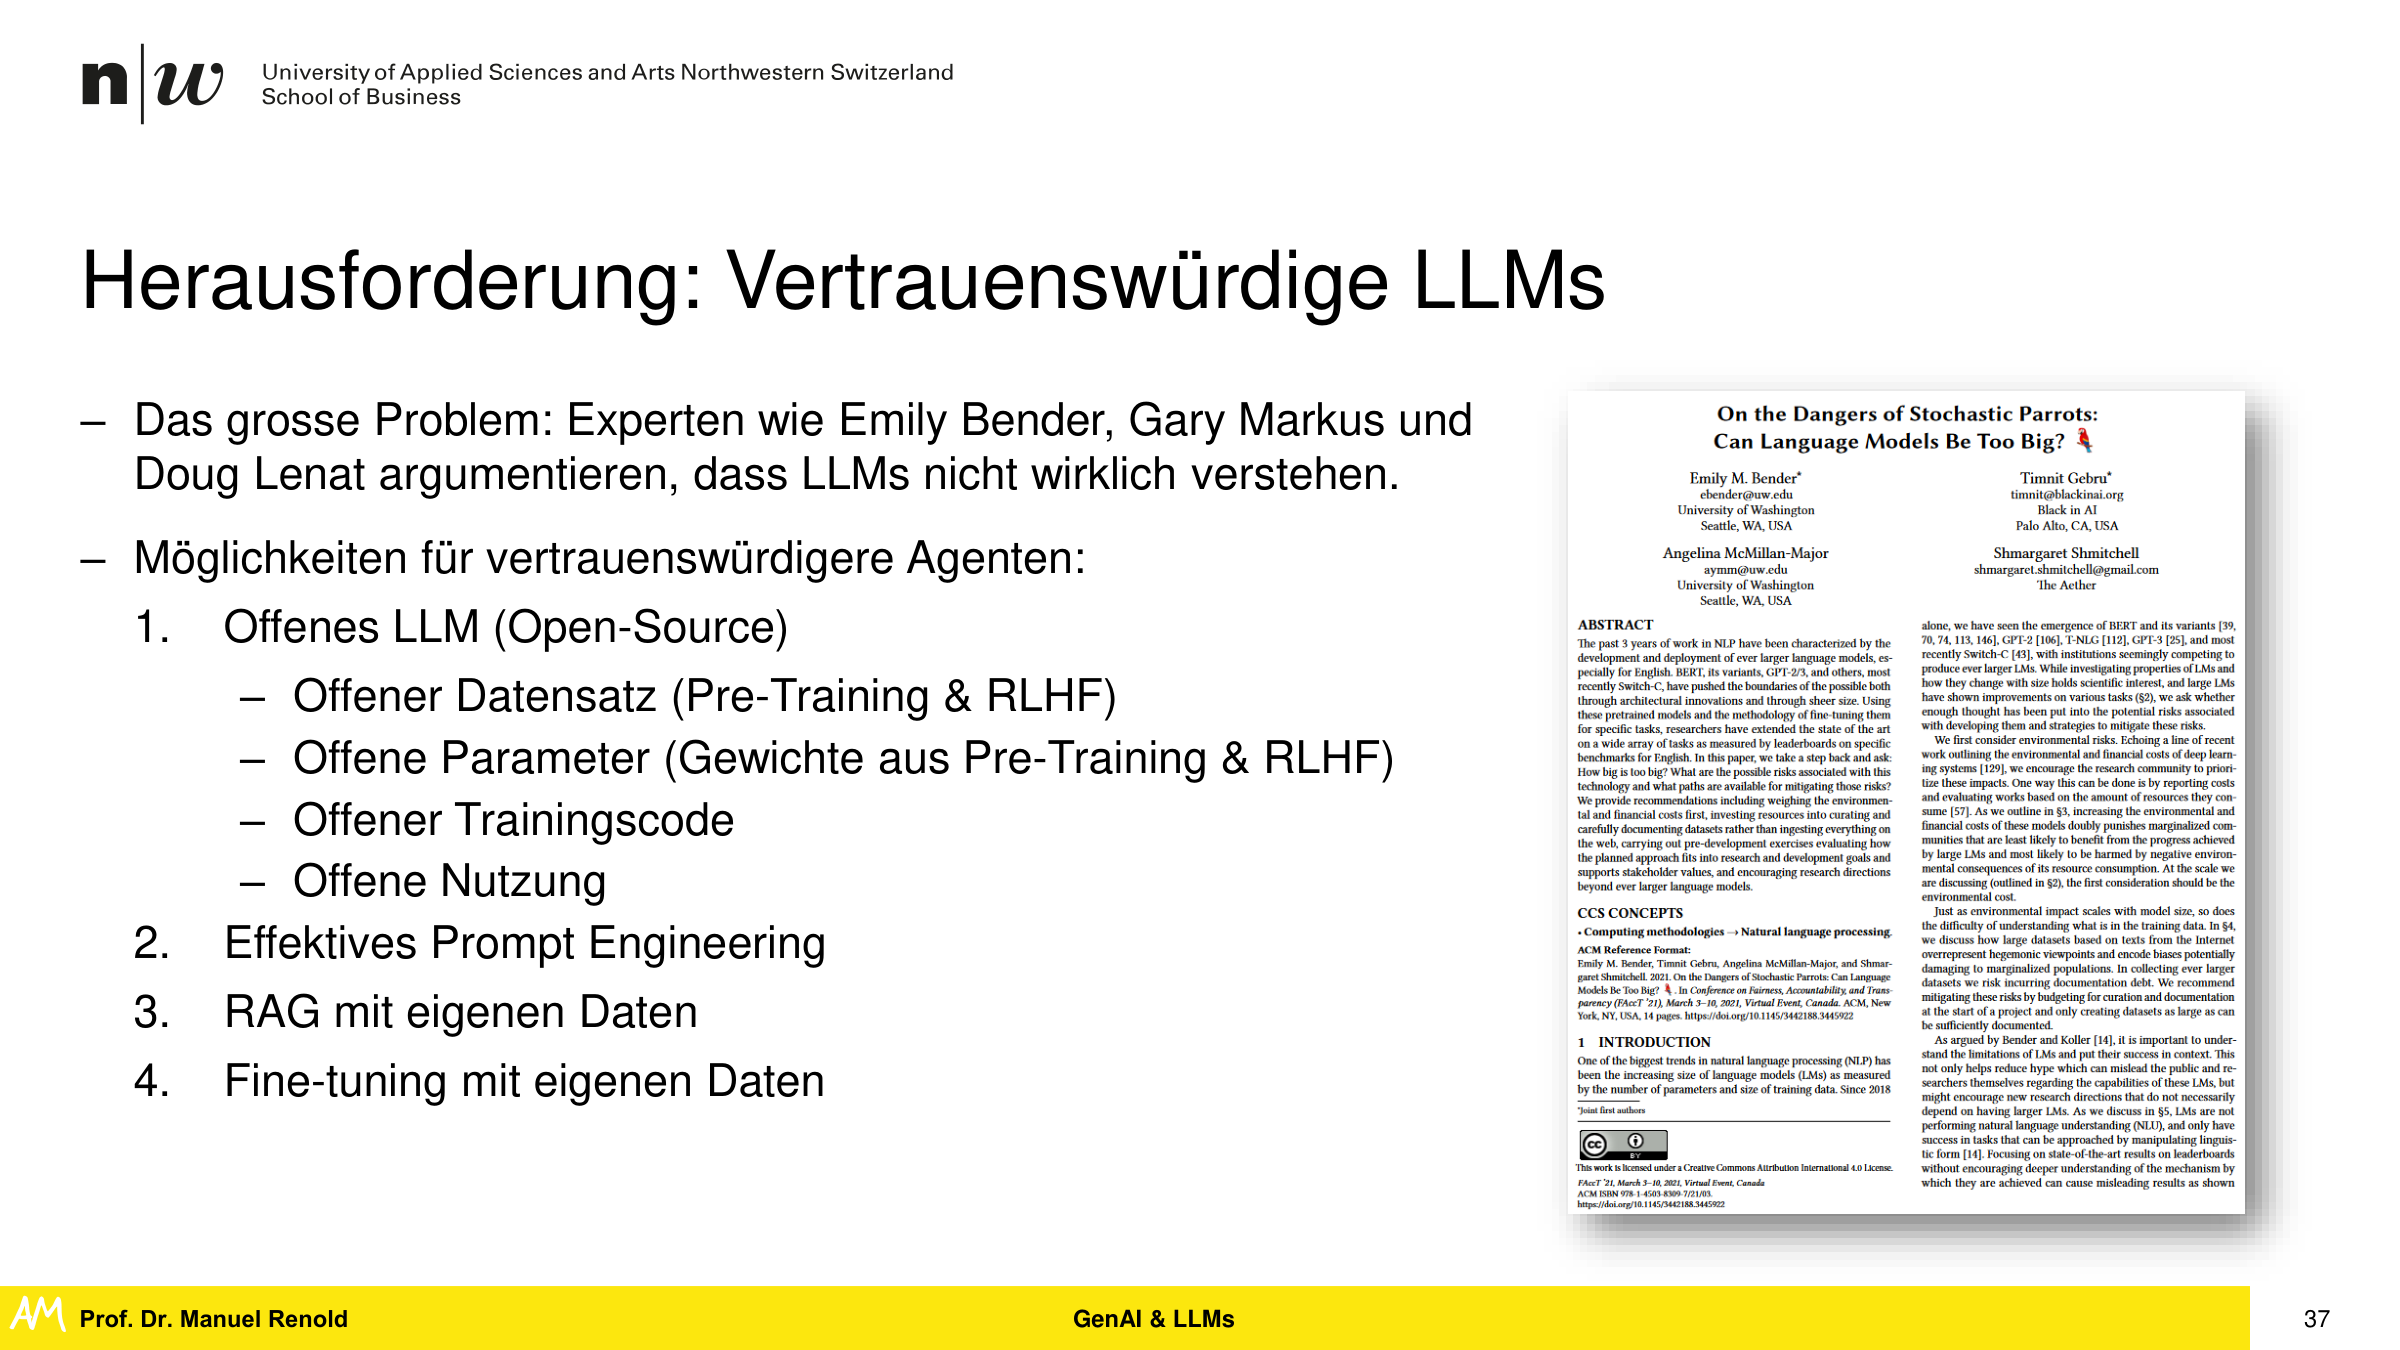 n|w University of Applied Sciences and Arts Northwestern Switzerland
School of Business
Herausforderung: Vertrauenswürdige LLMs
– Das grosse Problem: Experten wie Emily Bender, Gary Markus und
Doug Lenat argumentieren, dass LLMs nicht wirklich verstehen.
– Möglichkeiten für vertrauenswürdigere Agenten:
1. Offenes LLM (Open-Source)
– Offener Datensatz (Pre-Training & RLHF)
– Offene Parameter (Gewichte aus Pre-Training & RLHF)
– Offener Trainingscode
– Offene Nutzung
2. Effektives Prompt Engineering
3. RAG mit eigenen Daten
4. Fine-tuning mit eigenen Daten
On the Dangers of Stochastic Parrots:
Can Language Models Be Too Big? 🦜
Emily M. Bender*
ebender@uw.edu
University of Washington
Seattle, WA, USA
Timnit Gebru*
timnit@blackinai.org
Black in AI
Palo Alto, CA, USA
Angelina McMillan-Major
aymm@uw.edu
University of Washington
Seattle, WA, USA
Shmargaret Shmitchell
shmargaret.shmitchell@gmail.com
The Aether
ABSTRACT
The past 3 years of work in NLP have been characterized by the
development and deployment of ever larger language models, es-
pecially for English. BERT, its variants, GPT-2/3, and others, most
recently Switch-C, have pushed the boundaries of the possible both
through architectural innovations and through sheer size. Using
these pretrained models and the methodology of fine-tuning them
for specific tasks, researchers have extended the state of the art
on a wide array of tasks as measured by leaderboards on specific
benchmarks for English. In this paper, we take a step back and ask:
How big is too big? What are the possible risks associated with this
technology and what paths are available for mitigating those risks?
We provide recommendations including weighing the environmen-
tal and financial costs first, investing resources into curating and
carefully documenting datasets rather than ingesting everything on
the web, carrying out pre-development exercises evaluating how
the planned approach fits into research and development goals and
supports stakeholder values, and encouraging research directions
beyond ever larger language models.
CCS CONCEPTS
• Computing methodologies → Natural language processing.
ACM Reference Format:
Emily M. Bender, Timnit Gebru, Angelina McMillan-Major, and Shmar-
garet Shmitchell. 2021. On the Dangers of Stochastic Parrots: Can Language
Models Be Too Big? 🦜. In Conference on Fairness, Accountability, and Trans-
parency (FAccT '21), March 3–10, 2021, Virtual Event, Canada. ACM, New
York, NY, USA, 14 pages. https://doi.org/10.1145/3442188.3445922
1 INTRODUCTION
One of the biggest trends in natural language processing (NLP) has
been the increasing size of language models (LMs) as measured
by the number of parameters and size of training data. Since 2018
*Joint first authors
cc BY
This work is licensed under a Creative Commons Attribution International 4.0 License.
FAccT '21, March 3–10, 2021, Virtual Event, Canada
ACM ISBN 978-1-4503-8309-7/21/03.
https://doi.org/10.1145/3442188.3445922
alone, we have seen the emergence of BERT and its variants [39,
70, 74, 113, 146], GPT-2 [106], T-NLG [112], GPT-3 [25], and most
recently Switch-C [43], with institutions seemingly competing to
produce ever larger LMs. While investigating properties of LMs and
how they change with size holds scientific interest, and large LMs
have shown improvements on various tasks (§2), we ask whether
enough thought has been put into the potential risks associated
with developing them and strategies to mitigate these risks.
We first consider environmental risks. Echoing a line of recent
work outlining the environmental and financial costs of deep learn-
ing systems [129], we encourage the research community to priori-
tize these impacts. One way this can be done is by reporting costs
and evaluating works based on the amount of resources they con-
sume [57]. As we outline in §3, increasing the environmental and
financial costs of these models doubly punishes marginalized com-
munities that are least likely to benefit from the progress achieved
by large LMs and most likely to be harmed by negative environ-
mental consequences of its resource consumption. At the scale we
are discussing (outlined in §2), the first consideration should be the
environmental cost.
Just as environmental impact scales with model size, so does
the difficulty of understanding what is in the training data. In §4,
we discuss how large datasets based on texts from the Internet
overrepresent hegemonic viewpoints and encode biases potentially
damaging to marginalized populations. In collecting ever larger
datasets we risk incurring documentation debt. We recommend
mitigating these risks by budgeting for curation and documentation
at the start of a project and only creating datasets as large as can
be sufficiently documented.
As argued by Bender and Koller [14], it is important to under-
stand the limitations of LMs and put their success in context. This
not only helps reduce hype which can mislead the public and re-
searchers themselves regarding the capabilities of these LMs, but
might encourage new research directions that do not necessarily
depend on having larger LMs. As we discuss in §5, LMs are not
performing natural language understanding (NLU), and only have
success in tasks that can be approached by manipulating linguis-
tic form [14]. Focusing on state-of-the-art results on leaderboards
without encouraging deeper understanding of the mechanism by
which they are achieved can cause misleading results as shown
AM Prof. Dr. Manuel Renold
GenAI & LLMs
37